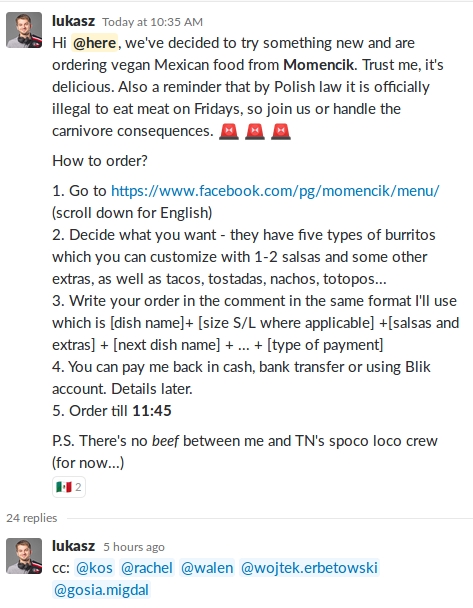 lukasz Today at 10:35 AM
Hi @here, we've decided to try something new and are
ordering vegan Mexican food from Momencik. Trust me, it's
delicious. Also a reminder that by Polish law it is officially
illegal to eat meat on Fridays, so join us or handle the
carnivore consequences. 🚨 🚨 🚨
How to order?
1. Go to https://www.facebook.com/pg/momencik/menu/
(scroll down for English)
2. Decide what you want - they have five types of burritos
which you can customize with 1-2 salsas and some other
extras, as well as tacos, tostadas, nachos, totopos...
3. Write your order in the comment in the same format I'll use
which is [dish name]+ [size S/L where applicable] +[salsas and
extras] + [next dish name] + ... + [type of payment]
4. You can pay me back in cash, bank transfer or using Blik
account. Details later.
5. Order till 11:45
P.S. There's no beef between me and TN's spoco loco crew
(for now...)
🇲🇽 2
24 replies
lukasz 5 hours ago
cc: @kos @rachel @walen @wojtek.erbetowski
@gosia.migdal